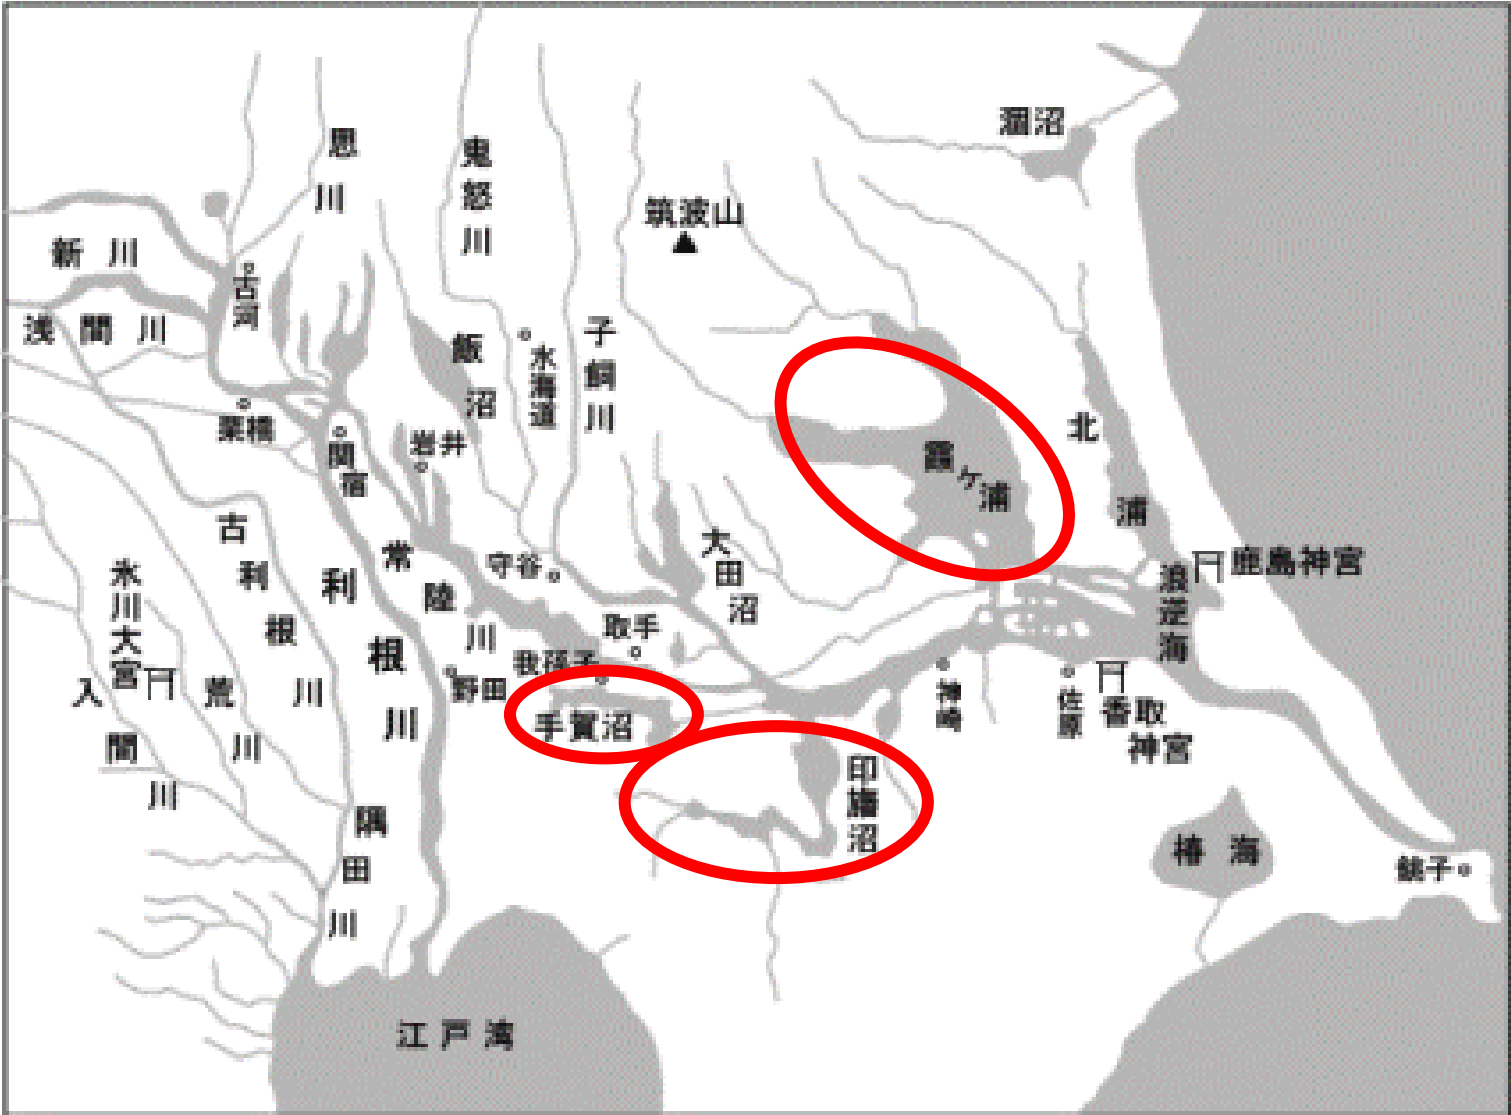 涸沼
思川
鬼怒川
筑波山
新川
古河
浅間川
子飼川
飯沼
水海道
栗橋
関宿
岩井
霞ヶ浦
北浦
古利根川
利根川
常陸川
守谷
大田沼
鹿島神宮
浪逆海
氷川大宮
取手
我孫子
野田
手賀沼
神崎
佐原
香取
神宮
入間川
荒川
印旛沼
隅田川
椿海
銚子
江戸湾